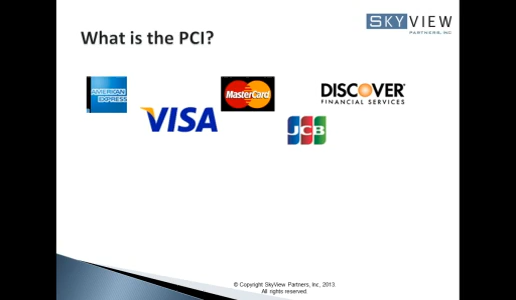 SKYVIEW
PARTNERS, INC
What is the PCI?
AMERICAN
EXPRESS
VISA
MasterCard
DISCOVER
FINANCIAL SERVICES
JCB
© Copyright SkyView Partners, Inc, 2013.
All rights reserved.